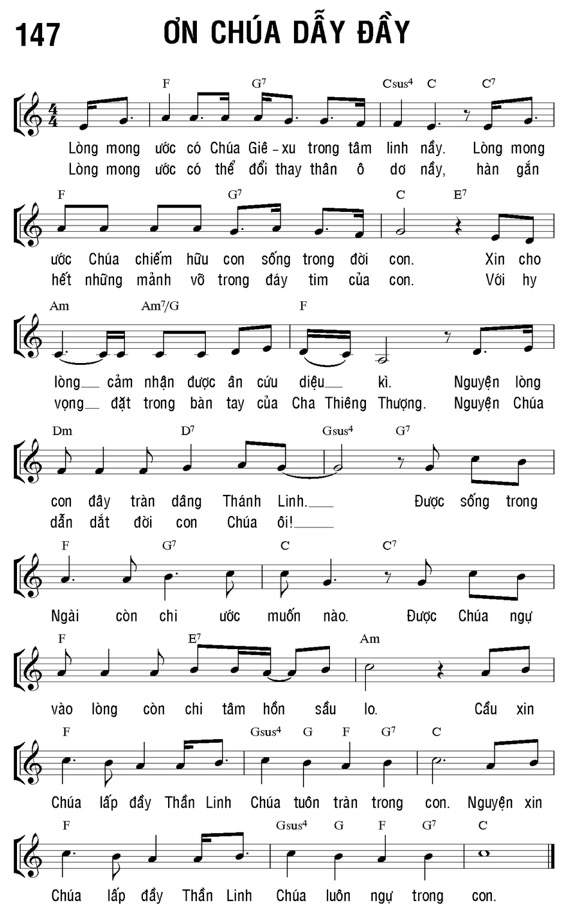 147 ƠN CHÚA DẪY ĐẦY
F G7 Csus4 C C7
Lòng mong ước có Chúa Giê-xu trong tâm linh nầy. Lòng mong
Lòng mong ước có thể đổi thay thân ô dơ nầy, hàn gắn
F G7 C E7
ước Chúa chiếm hữu con sống trong đời con. Xin cho
hết những mảnh vỡ trong đáy tim của con. Với hy
Am Am7/G F
lòng cảm nhận được ân cứu diệu kì. Nguyện lòng
vọng đặt trong bàn tay của Cha Thiêng Thượng. Nguyện Chúa
Dm D7 Gsus4 G7
con đây tràn dâng Thánh Linh. Được sống trong
dẫn dắt đời con Chúa ôi!
F G7 C C7
Ngài còn chi ước muốn nào. Được Chúa ngự
F E7 Am
vào lòng còn chi tâm hồn sầu lo. Cầu xin
F Gsus4 G F G7 C
Chúa lấp đầy Thần Linh Chúa tuôn tràn trong con. Nguyện xin
F Gsus4 G F G7 C
Chúa lấp đầy Thần Linh Chúa luôn ngự trong con.